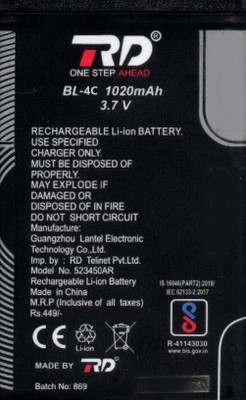 RD®
ONE STEP AHEAD
BL-4C 1020mAh
3.7 V
RECHARGEABLE Li-ion BATTERY.
USE SPECIFIED
CHARGER ONLY
MUST DISPOSED OF
PROPERLY.
MAY EXPLODE IF
DAMAGED OR
DISPOSED OF IN FIRE
DO NOT SHORT CIRCUIT
Manufacturer:
Guangzhou Lantel Electronic
Technology Co.,Ltd.
Imp. by : RD Telnet Pvt.Ltd.
Model No.:523450AR
Rechargeable Li-ion Battery
Made in China
M.R.P (Inclusive of all taxes)
Rs.449/-
IS 16046(PART2):2018/
IEC 62133-2:2017
CE
Li-ion
R-41143030
www.bis.gov.in
MADE BY RD®
Batch No: 869